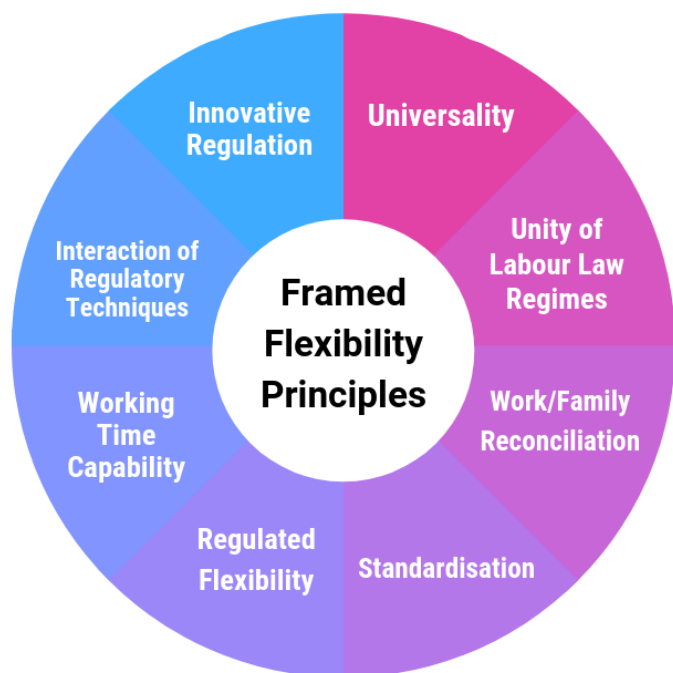 Framed
Flexibility
Principles
Universality
Unity of
Labour Law
Regimes
Work/Family
Reconciliation
Standardisation
Regulated
Flexibility
Working
Time
Capability
Interaction of
Regulatory
Techniques
Innovative
Regulation